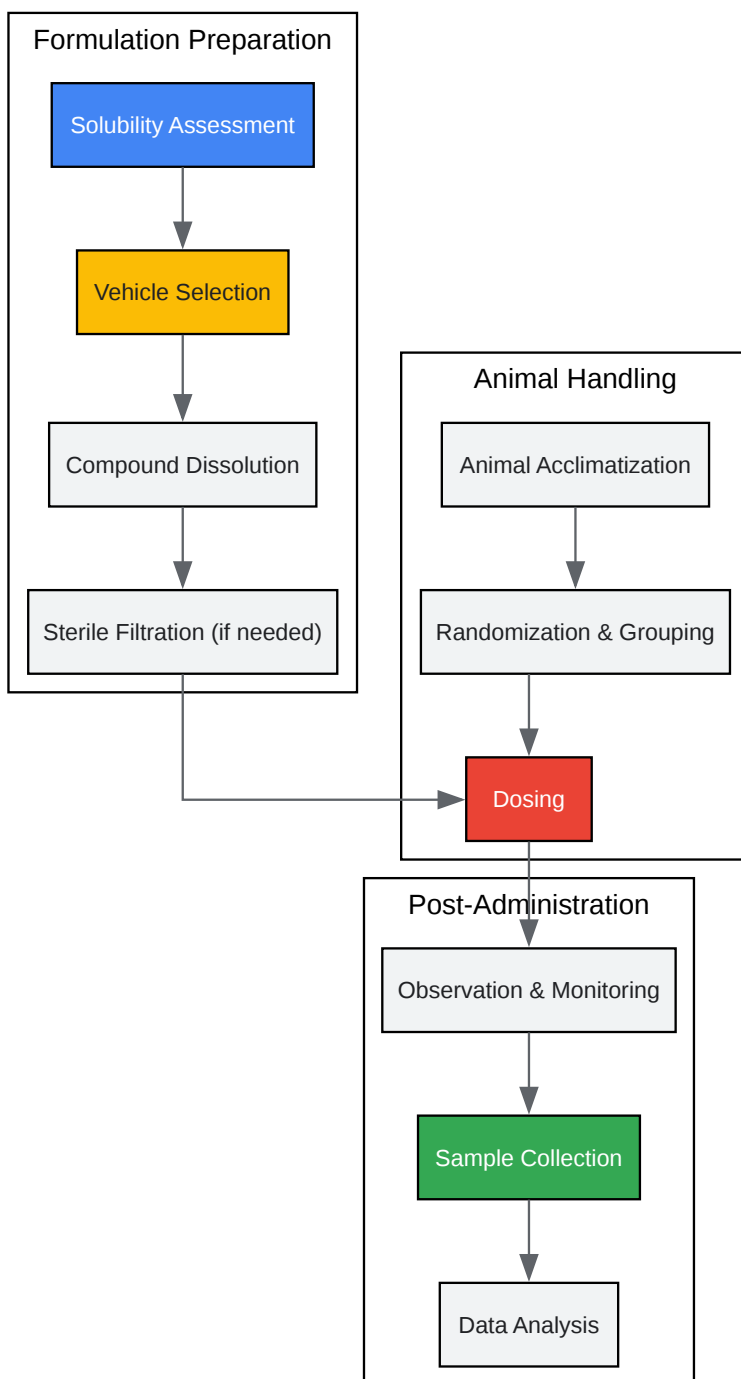 Formulation Preparation
Solubility Assessment
Vehicle Selection
Compound Dissolution
Sterile Filtration (if needed)
Animal Handling
Animal Acclimatization
Randomization & Grouping
Dosing
Post-Administration
Observation & Monitoring
Sample Collection
Data Analysis